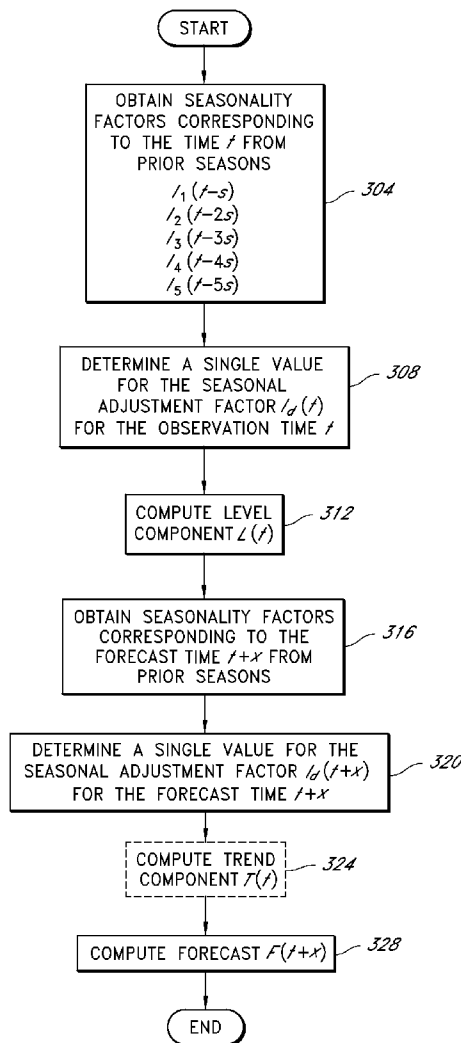 START
OBTAIN SEASONALITY
FACTORS CORRESPONDING
TO THE TIME t FROM
PRIOR SEASONS
I₁(t-s)
I₂(t-2s)
I₃(t-3s)
I₄(t-4s)
I₅(t-5s)
304
DETERMINE A SINGLE VALUE
FOR THE SEASONAL
ADJUSTMENT FACTOR I_d(t)
FOR THE OBSERVATION TIME t
308
COMPUTE LEVEL
COMPONENT L(t)
312
OBTAIN SEASONALITY FACTORS
CORRESPONDING TO THE
FORECAST TIME t+x FROM
PRIOR SEASONS
316
DETERMINE A SINGLE VALUE FOR THE
SEASONAL ADJUSTMENT FACTOR I_d(t+x)
FOR THE FORECAST TIME t+x
320
COMPUTE TREND
COMPONENT T(t)
324
COMPUTE FORECAST F(t+x)
328
END